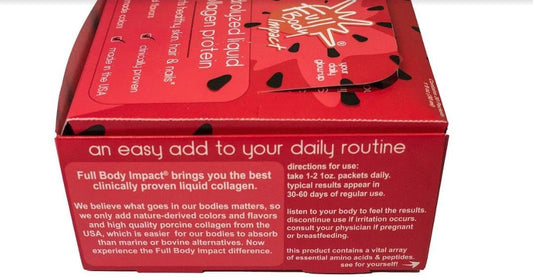 Full
Body
Impact®
your
daily
gimme
hydrolized liquid
collagen protein
healthy skin, hair & nails*
clinically proven
made in the USA
an easy add to your daily routine
Full Body Impact® brings you the best
clinically proven liquid collagen.
We believe what goes in our bodies matters, so
we only add nature-derived colors and flavors
and high quality porcine collagen from the
USA, which is easier for our bodies to absorb
than marine or bovine alternatives. Now
experience the Full Body Impact difference.
directions for use:
take 1-2 1oz. packets daily.
typical results appear in
30-60 days of regular use.
listen to your body to feel the results.
discontinue use if irritation occurs.
consult your physician if pregnant
or breastfeeding.
this product contains a vital array
of essential amino acids & peptides.
see for yourself!